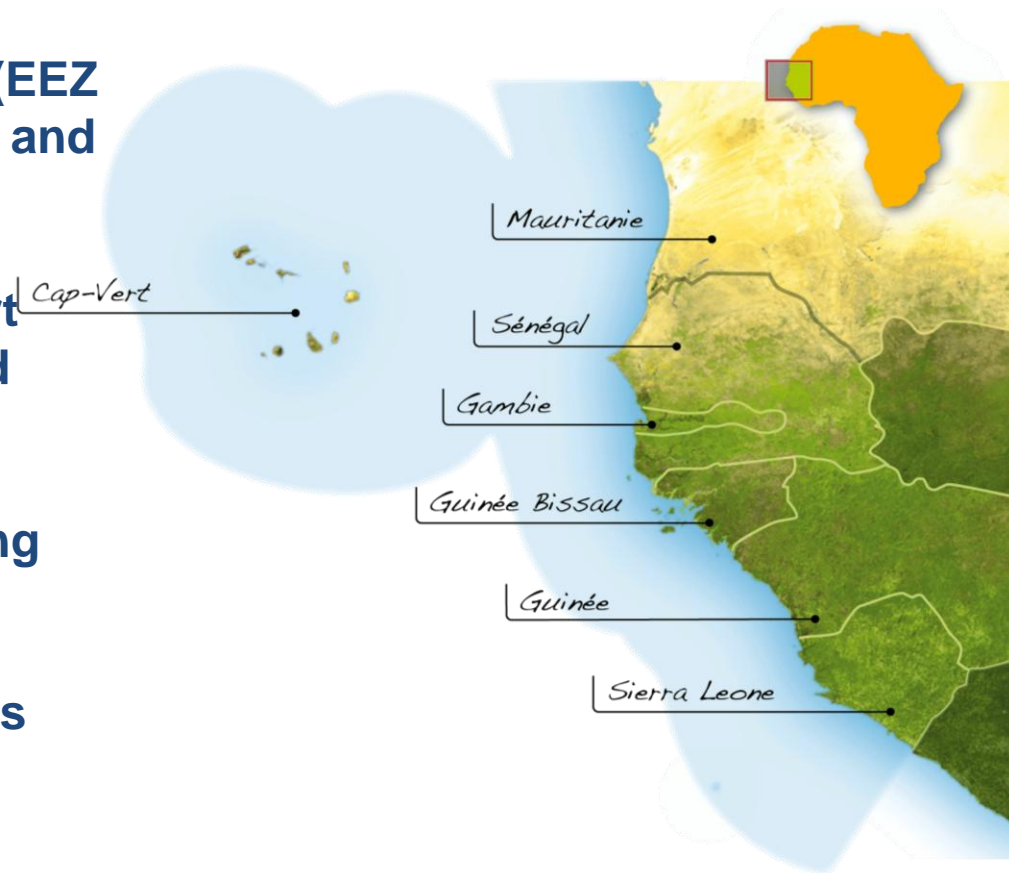 (EEZ
and
Cap-Vert
Mauritanie
Sénégal
Gambie
Guinée Bissau
ng
Guinée
Sierra Leone
s